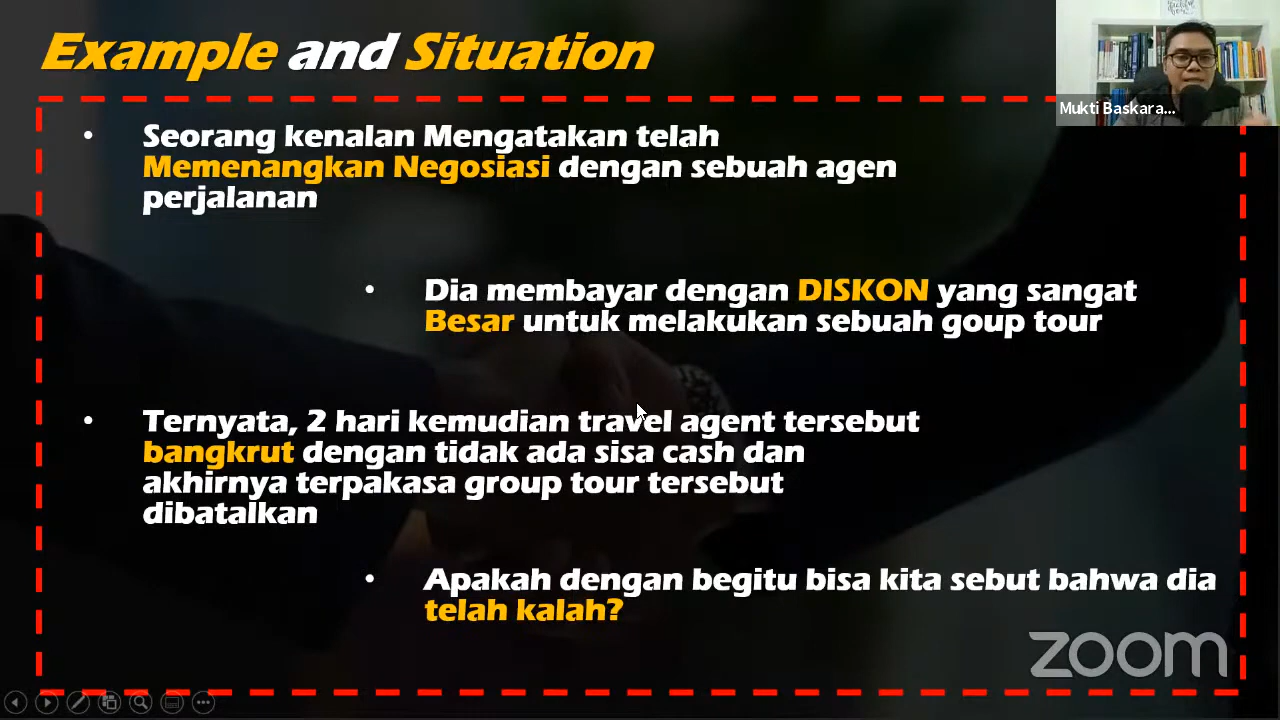 Example and Situation
Mukti Baskara...
• Seorang kenalan Mengatakan telah
Memenangkan Negosiasi dengan sebuah agen
perjalanan
• Dia membayar dengan DISKON yang sangat
Besar untuk melakukan sebuah goup tour
• Ternyata, 2 hari kemudian travel agent tersebut
bangkrut dengan tidak ada sisa cash dan
akhirnya terpakasa group tour tersebut
dibatalkan
• Apakah dengan begitu bisa kita sebut bahwa dia
telah kalah?
zoom